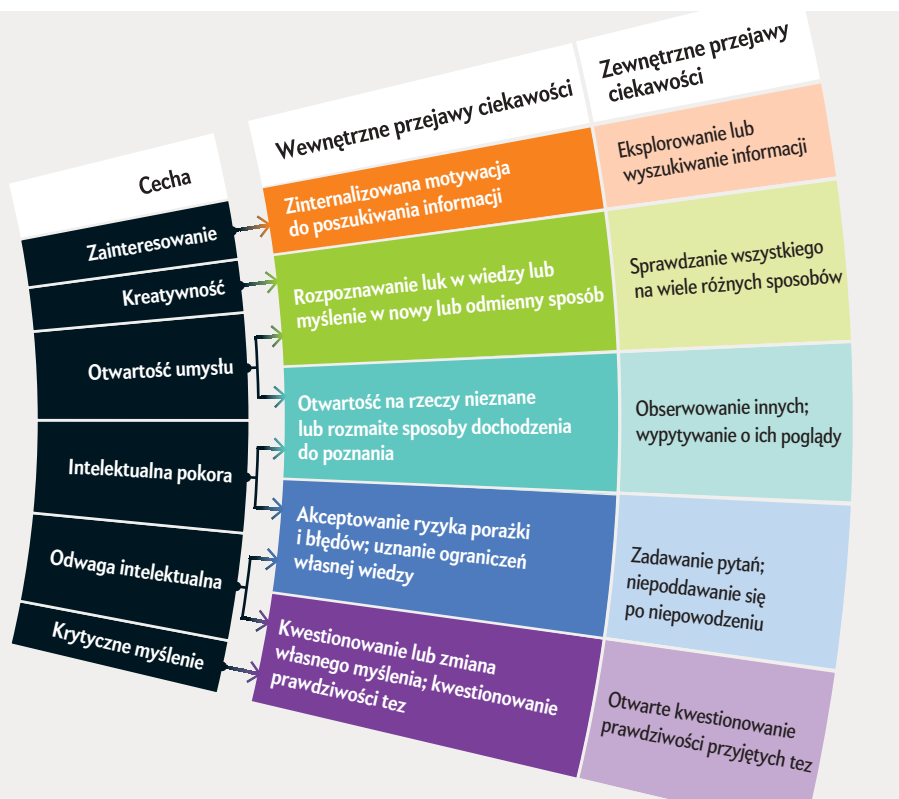 Cecha
Wewnętrzne przejawy ciekawości
Zewnętrzne przejawy
ciekawości
Zainteresowanie
Kreatywność
Otwartość umysłu
Intelektualna pokora
Odwaga intelektualna
Krytyczne myślenie
Zinternalizowana motywacja
do poszukiwania informacji
Eksplorowanie lub
wyszukiwanie informacji
Rozpoznawanie luk w wiedzy lub
myślenie w nowy lub odmienny sposób
Sprawdzanie wszystkiego
na wiele różnych sposobów
Otwartość na rzeczy nieznane
lub rozmaite sposoby dochodzenia
do poznania
Obserwowanie innych;
wypytywanie o ich poglądy
Akceptowanie ryzyka porażki
i błędów; uznanie ograniczeń
własnej wiedzy
Zadawanie pytań;
niepoddawanie się
po niepowodzeniu
Kwestionowanie lub zmiana
własnego myślenia; kwestionowanie
prawdziwości tez
Otwarte kwestionowanie
prawdziwości przyjętych tez